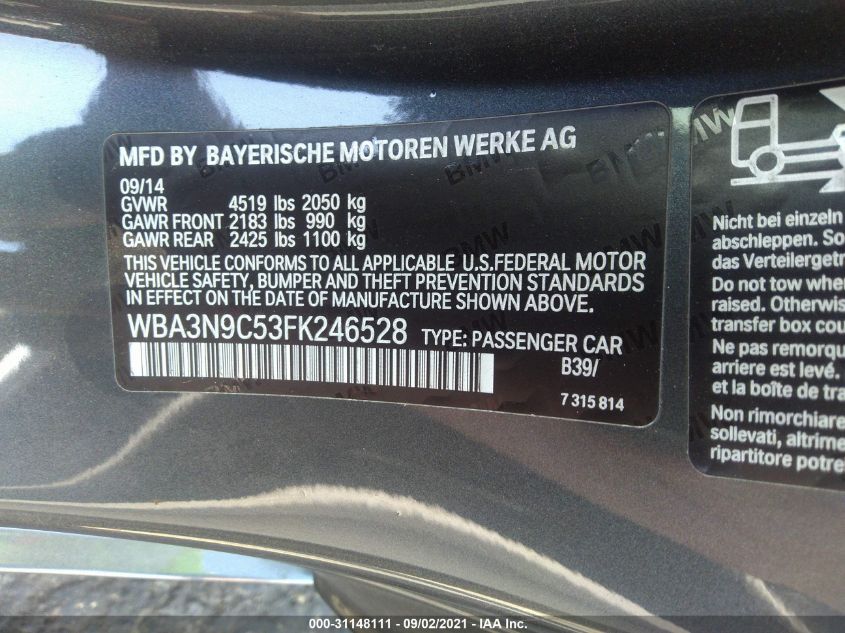 MFD BY BAYERISCHE MOTOREN WERKE AG
09/14
GVWR 4519 lbs 2050 kg
GAWR FRONT 2183 lbs 990 kg
GAWR REAR 2425 lbs 1100 kg
THIS VEHICLE CONFORMS TO ALL APPLICABLE U.S.FEDERAL MOTOR
VEHICLE SAFETY, BUMPER AND THEFT PREVENTION STANDARDS
IN EFFECT ON THE DATE OF MANUFACTURE SHOWN ABOVE.
WBA3N9C53FK246528 TYPE: PASSENGER CAR
B39/
7 315 814
Nicht bei einzeln
abschleppen. So
das Verteilergetr
Do not tow when
raised. Otherwise
transfer box cou
Ne pas remorqu
arriere est levé.
et la boîte de tra
Non rimorchiare
sollevati, altrime
ripartitore potre
000-31148111 - 09/02/2021 - IAA Inc.